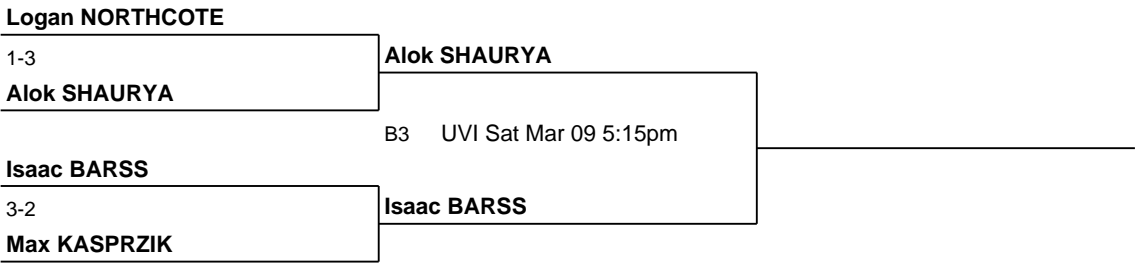 Logan NORTHCOTE
1-3
Alok SHAURYA
Alok SHAURYA
B3 UVI Sat Mar 09 5:15pm
Isaac BARSS
3-2
Isaac BARSS
Max KASPRZIK